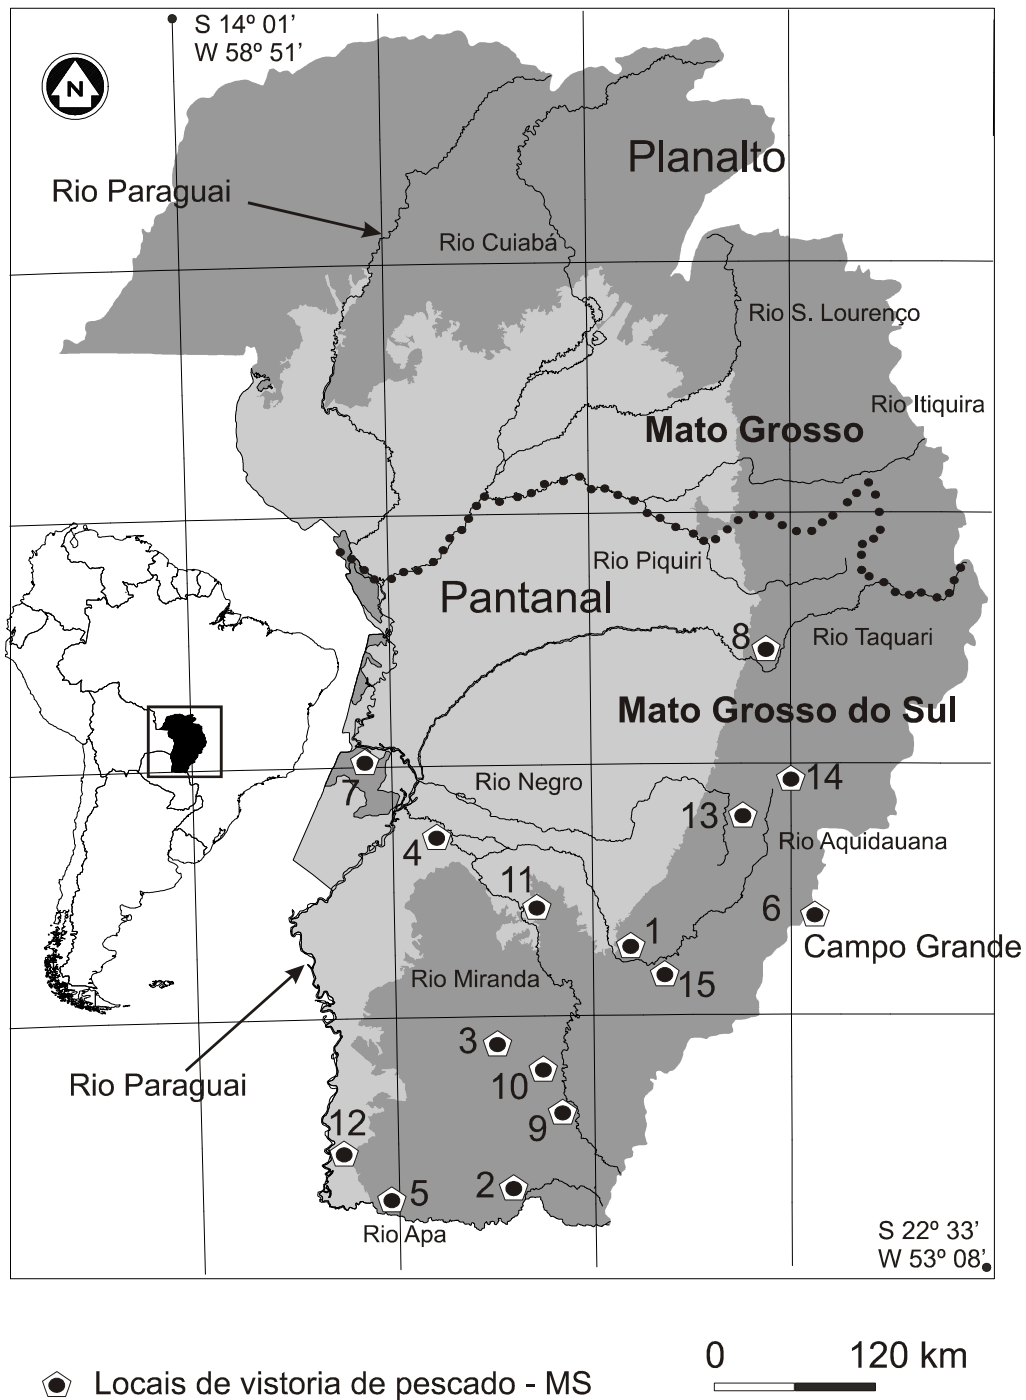 S 14º 01’
W 58º 51’
N
Planalto
Rio Paraguai
Rio Cuiabá
Rio S. Lourenço
Rio Itiquira
Mato Grosso
Rio Piquiri
Pantanal
8
Rio Taquari
Mato Grosso do Sul
7
Rio Negro
14
13
4
Rio Aquidauana
11
6
1
Campo Grande
Rio Miranda
15
3
10
Rio Paraguai
9
12
2
5
Rio Apa
S 22º 33’
W 53º 08’
0 120 km
Locais de vistoria de pescado - MS